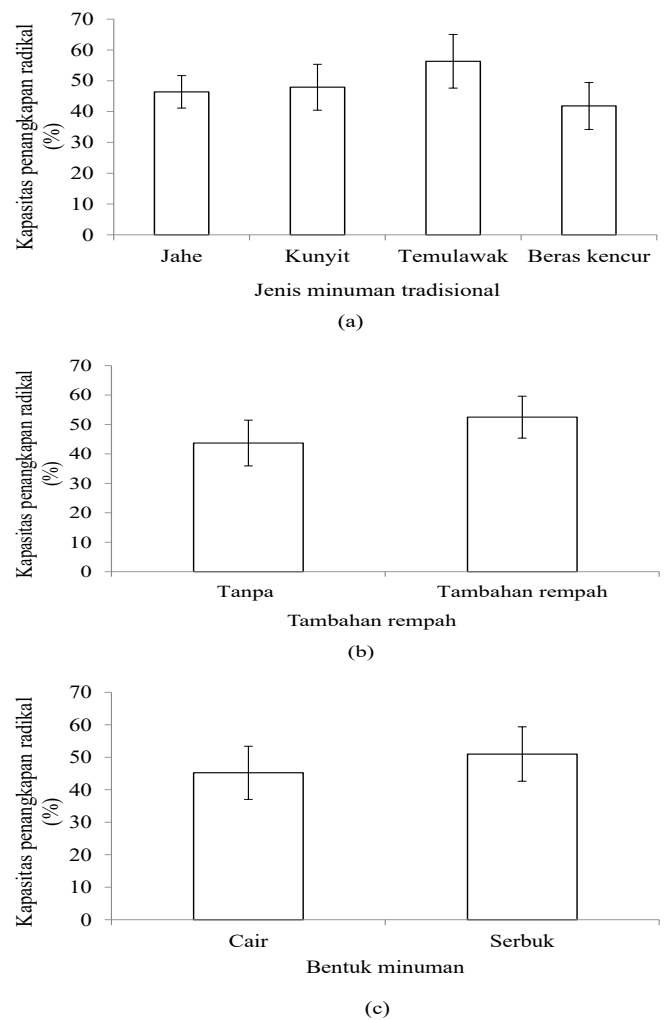 Kapasitas penangkapan radikal
(%)
70
60
50
40
30
20
10
0
Jahe Kunyit Temulawak Beras kencur
Jenis minuman tradisional
(a)
Kapasitas penangkapan radikal
(%)
70
60
50
40
30
20
10
0
Tanpa Tambahan rempah
Tambahan rempah
(b)
Kapasitas penangkapan radikal
(%)
70
60
50
40
30
20
10
0
Cair Serbuk
Bentuk minuman
(c)